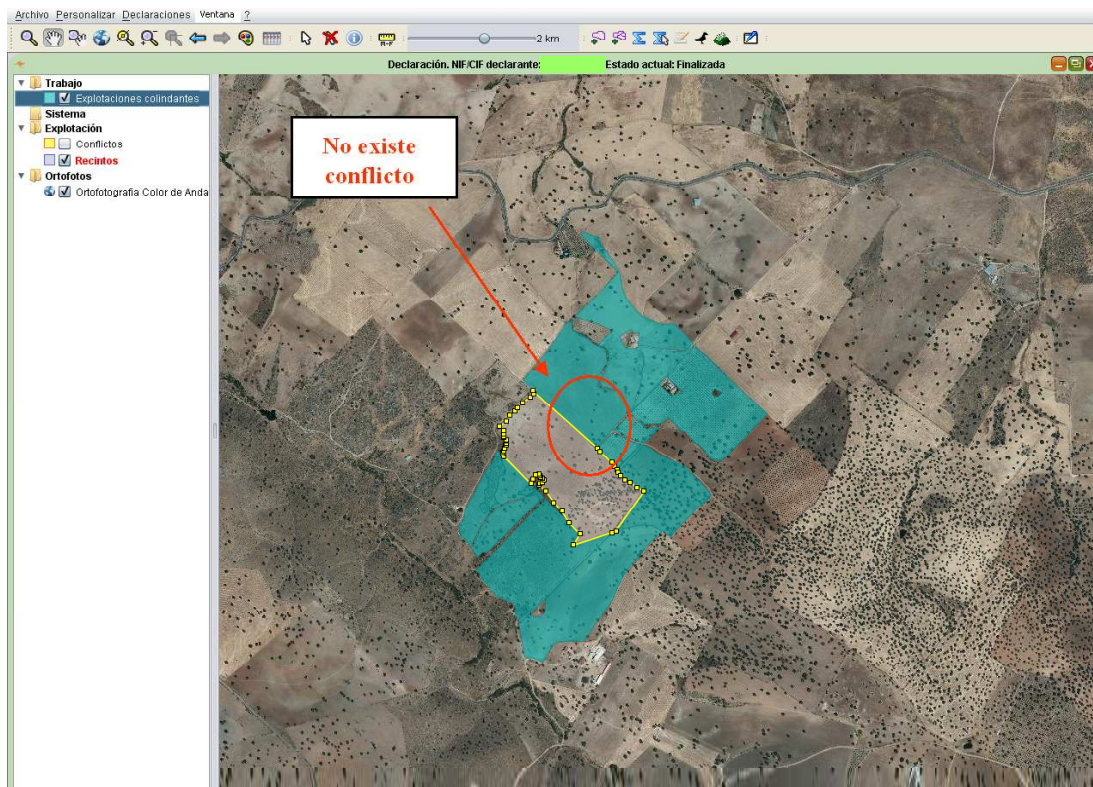 Archivo Personalizar Declaraciones Ventana ?
R=F
2 km
Declaración. NIF/CIF declarante: Estado actual: Finalizada
Trabajo
Explotaciones colindantes
Sistema
Explotación
Conflictos
Recintos
Ortofotos
Ortofotografia Color de Anda
No existe
conflicto